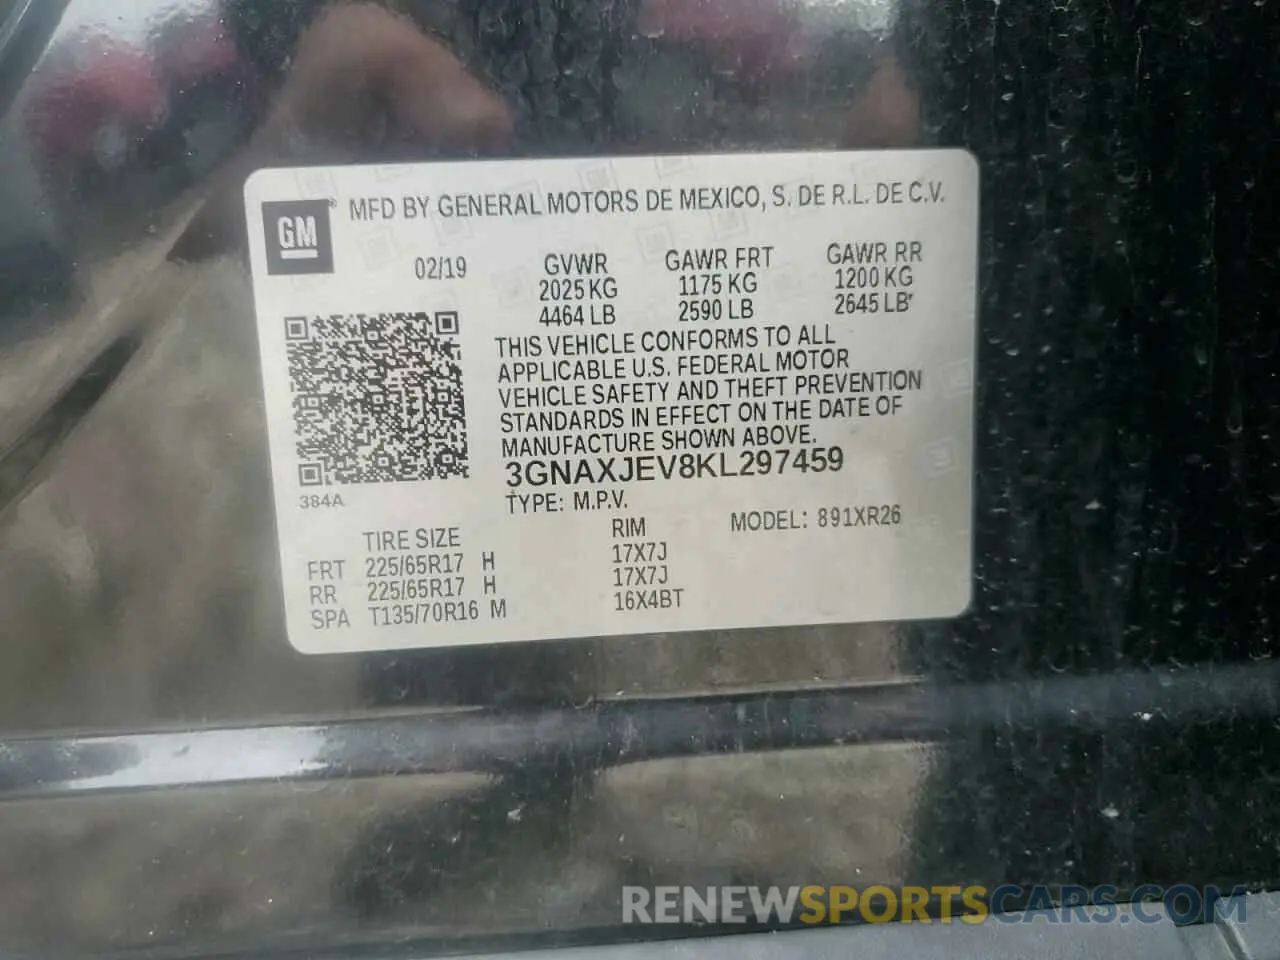 GM® MFD BY GENERAL MOTORS DE MEXICO, S. DE R.L. DE C.V.
02/19 GVWR GAWR FRT GAWR RR
2025 KG 1175 KG 1200 KG
4464 LB 2590 LB 2645 LB
THIS VEHICLE CONFORMS TO ALL
APPLICABLE U.S. FEDERAL MOTOR
VEHICLE SAFETY AND THEFT PREVENTION
STANDARDS IN EFFECT ON THE DATE OF
MANUFACTURE SHOWN ABOVE.
3GNAXJEV8KL297459
384A TYPE: M.P.V.
TIRE SIZE RIM MODEL: 891XR26
FRT 225/65R17 H 17X7J
RR 225/65R17 H 17X7J
SPA T135/70R16 M 16X4BT
RENEWSPORTSCARS.COM